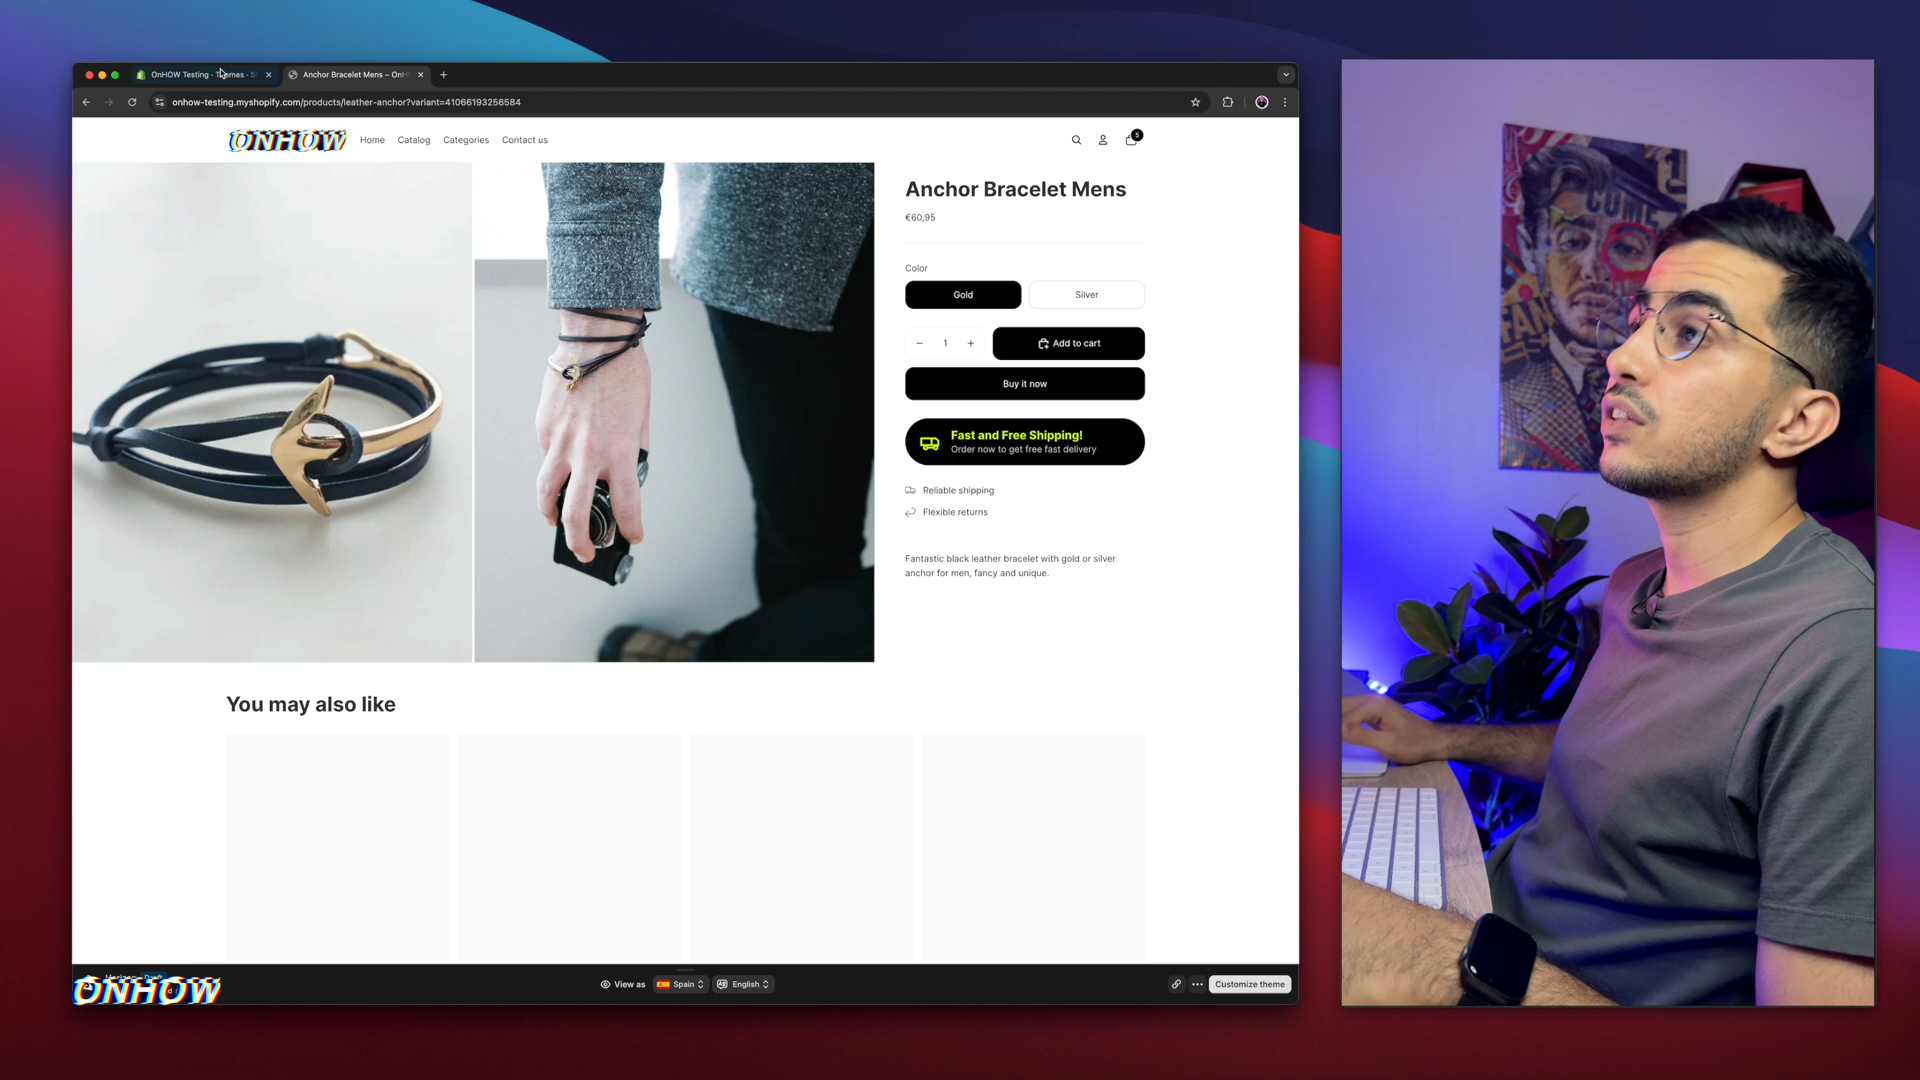 OnHOW Testing · Themes · S
Anchor Bracelet Mens – OnH
onhow-testing.myshopify.com/products/leather-anchor?variant=41066193256584
ONHOW
Home
Catalog
Categories
Contact us
5
Anchor Bracelet Mens
€60,95
Color
Gold
Silver
− 1 +
Add to cart
Buy it now
Fast and Free Shipping!
Order now to get free fast delivery
Reliable shipping
Flexible returns
Fantastic black leather bracelet with gold or silver
anchor for men, fancy and unique.
You may also like
COME
FAN
ONHOW
View as
Spain
English
Customize theme